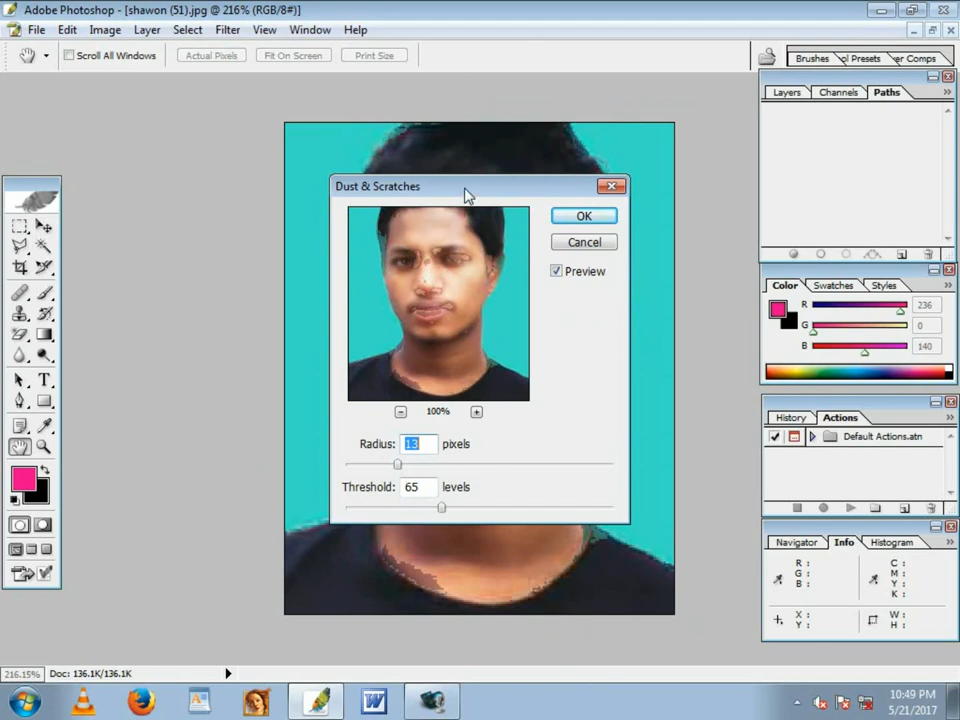 Adobe Photoshop - [shawon (51).jpg @ 216% (RGB/8#)]
File Edit Image Layer Select Filter View Window Help
Scroll All Windows Actual Pixels Fit On Screen Print Size
Brushes ol Presets er Comps
Layers Channels Paths
Dust & Scratches
OK
Cancel
Preview
100%
Radius: 13 pixels
Threshold: 65 levels
Color Swatches Styles
R 236
G 0
B 140
History Actions
Default Actions.atn
Navigator Info Histogram
R : C :
G : M :
B : Y :
K :
X : W :
Y : H :
216.15% Doc: 136.1K/136.1K
10:49 PM
5/21/2017